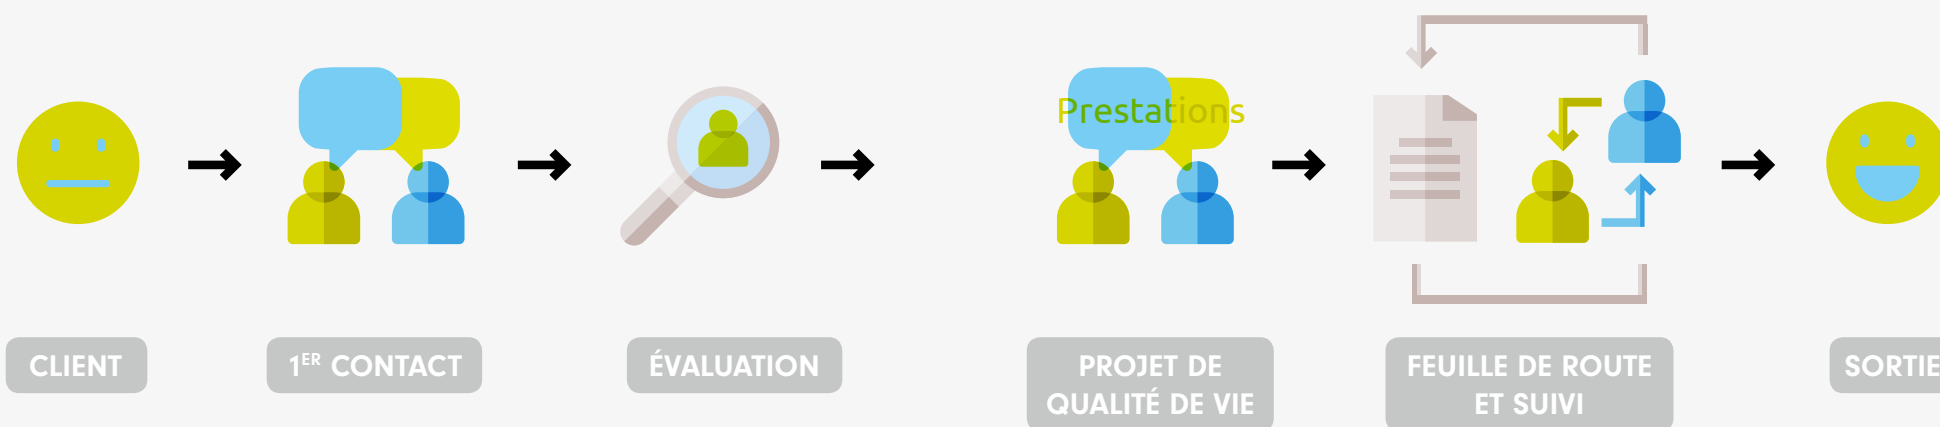 Prestations
CLIENT
1ER CONTACT
ÉVALUATION
PROJET DE
QUALITÉ DE VIE
FEUILLE DE ROUTE
ET SUIVI
SORTIE